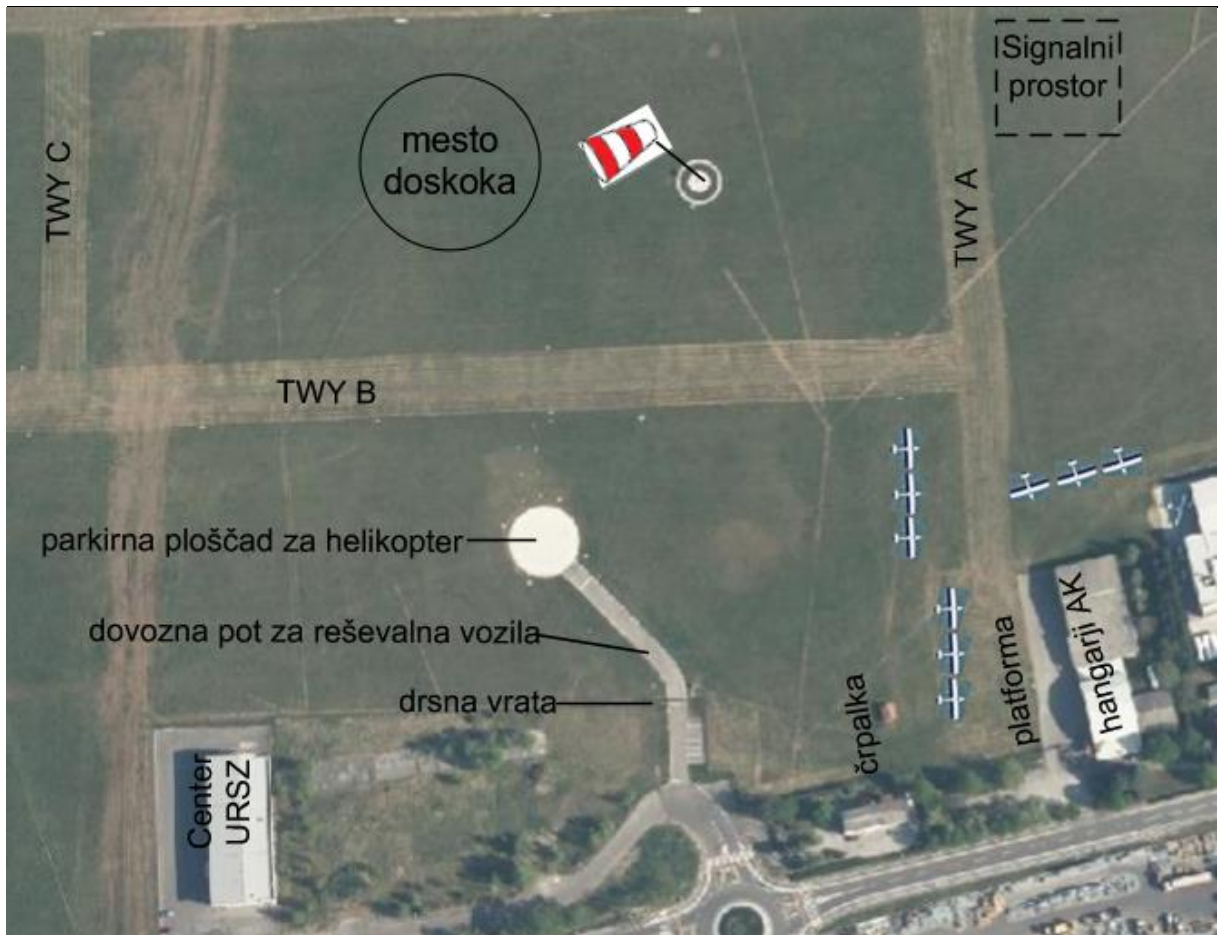 Signalni
prostor
mesto
doskoka
TWY C
TWY A
TWY B
parkirna ploščad za helikopter
dovozna pot za reševalna vozila
drsna vrata
črpalka
platforma
hangarji AK
Center
URSZ